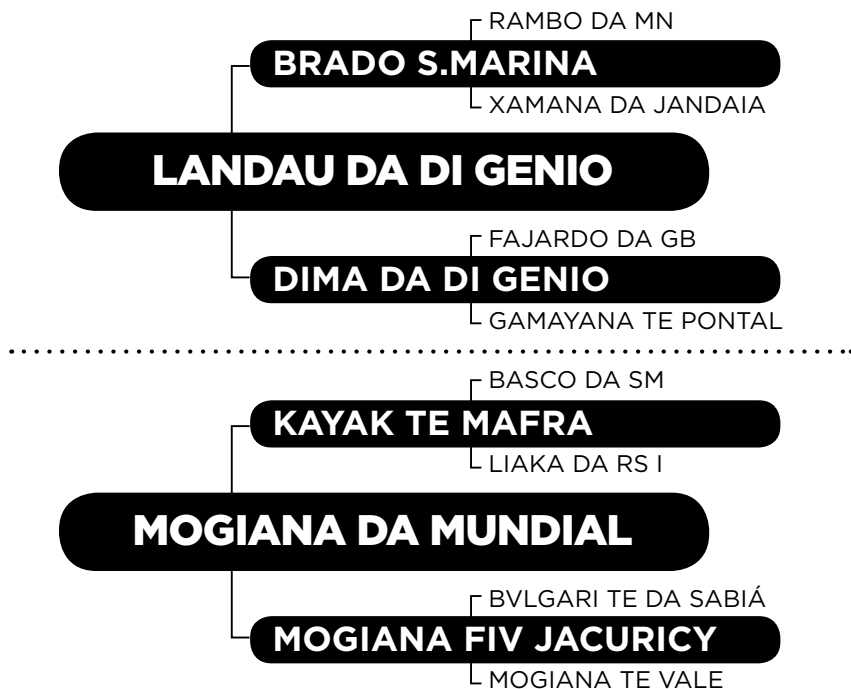 RAMBO DA MN
BRADO S.MARINA
XAMANA DA JANDAIA
LANDAU DA DI GENIO
FAJARDO DA GB
DIMA DA DI GENIO
GAMAYANA TE PONTAL
BASCO DA SM
KAYAK TE MAFRA
LIAKA DA RS I
MOGIANA DA MUNDIAL
BVLGARI TE DA SABIÁ
MOGIANA FIV JACURICY
MOGIANA TE VALE